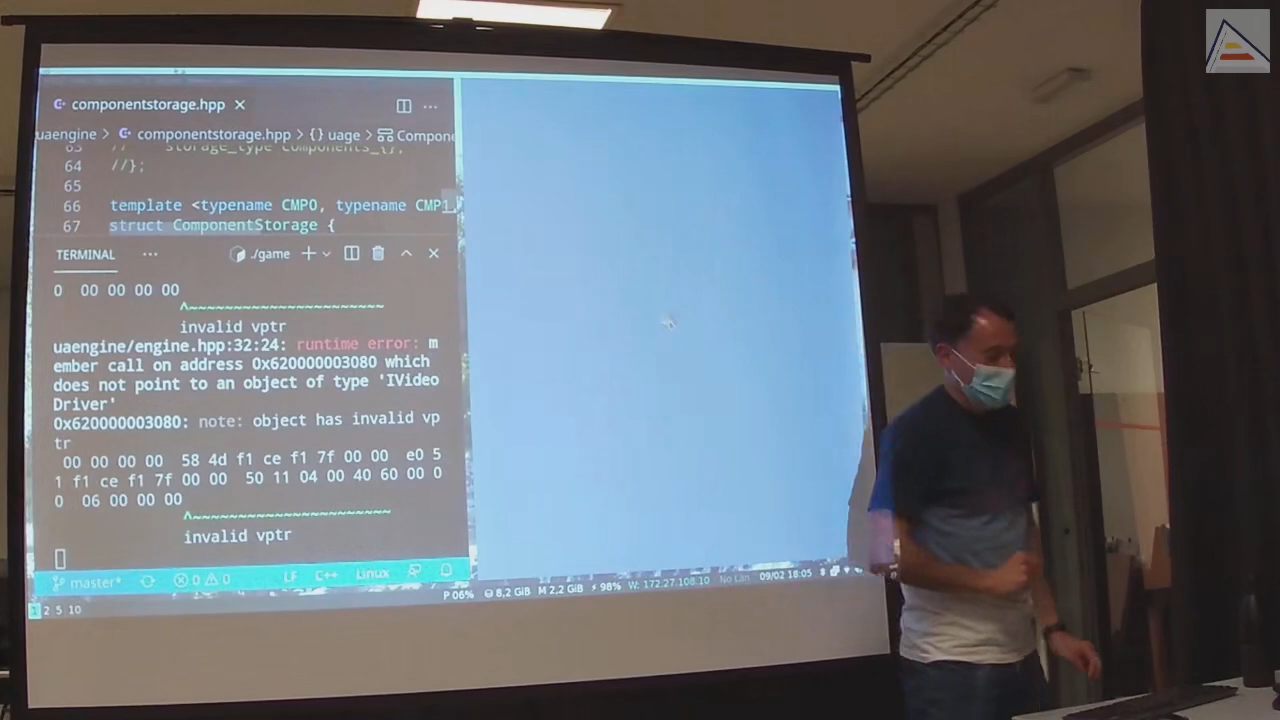 componentstorage.hpp
uaengine > componentstorage.hpp > {} uage > Compone
63 // storage_type Components_{};
64 //};
65
66 template <typename CMP0, typename CMP1,
67 struct ComponentStorage {
TERMINAL ... ./game
0 00 00 00 00
^~~~~~~~~~~~~~~~~~~~~~~
invalid vptr
uaengine/engine.hpp:32:24: runtime error: m
ember call on address 0x620000003080 which
does not point to an object of type 'IVideo
Driver'
0x620000003080: note: object has invalid vp
tr
00 00 00 00 58 4d f1 ce f1 7f 00 00 e0 5
1 f1 ce f1 7f 00 00 50 11 04 00 40 60 00 0
0 06 00 00 00
^~~~~~~~~~~~~~~~~~~~~~~
invalid vptr
master* 0 0 LF C++ Linux
1 2 5 10
P 06% 8,2 GiB M 2,2 GiB 98% W: 172.27.108.10 No Lan 09/02 18:05